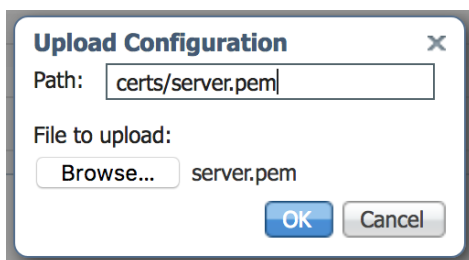 Upload Configuration
Path: certs/server.pem
File to upload:
Browse... server.pem
OK Cancel